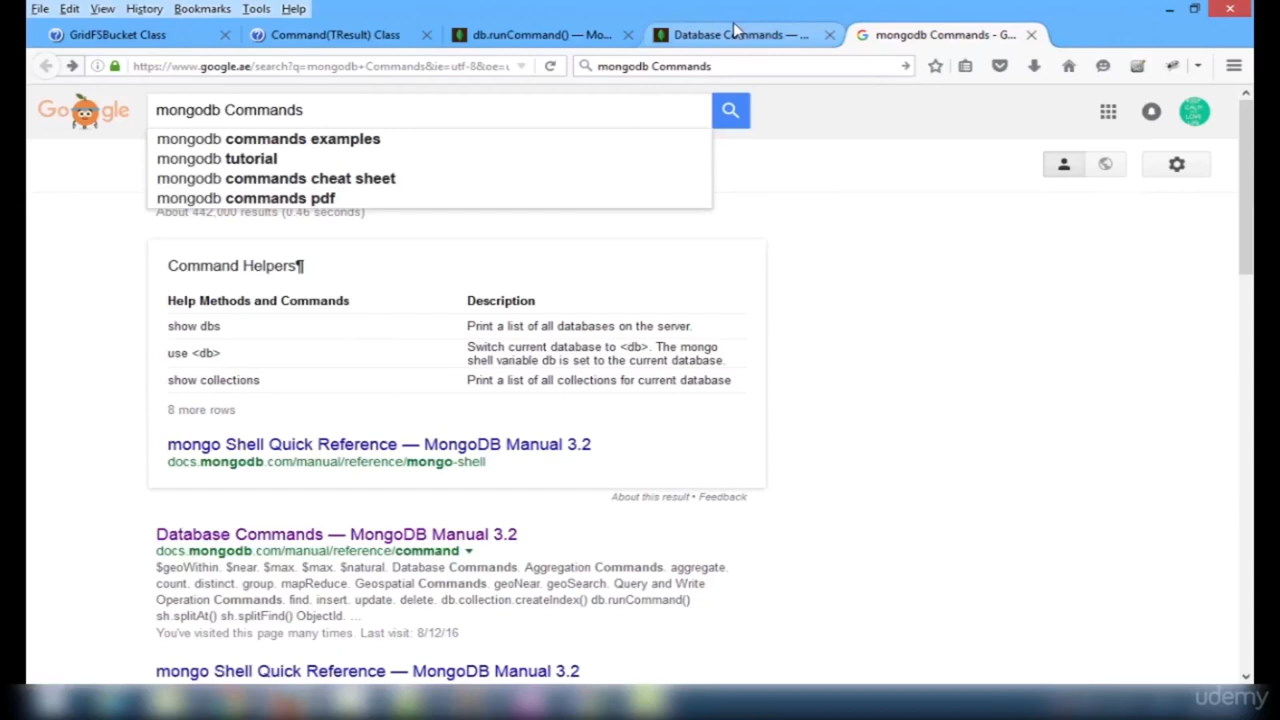 File Edit View History Bookmarks Tools Help
GridFSBucket Class
Command(TResult) Class
db.runCommand() — Mo...
Database Commands — ...
mongodb Commands - G...
https://www.google.ae/search?q=mongodb+Commands&ie=utf-8&oe=u
mongodb Commands
Google
mongodb Commands
mongodb commands examples
mongodb tutorial
mongodb commands cheat sheet
mongodb commands pdf
About 442,000 results (0.46 seconds)
Command Helpers¶
Help Methods and Commands Description
show dbs Print a list of all databases on the server.
use <db> Switch current database to <db>. The mongo
shell variable db is set to the current database.
show collections Print a list of all collections for current database
8 more rows
mongo Shell Quick Reference — MongoDB Manual 3.2
docs.mongodb.com/manual/reference/mongo-shell
About this result • Feedback
Database Commands — MongoDB Manual 3.2
docs.mongodb.com/manual/reference/command
$geoWithin. $near. $max. $max. $natural. Database Commands. Aggregation Commands. aggregate.
count. distinct. group. mapReduce. Geospatial Commands. geoNear. geoSearch. Query and Write
Operation Commands. find. insert. update. delete. db.collection.createIndex() db.runCommand()
sh.splitAt() sh.splitFind() ObjectId. ...
You've visited this page many times. Last visit: 8/12/16
mongo Shell Quick Reference — MongoDB Manual 3.2
udemy